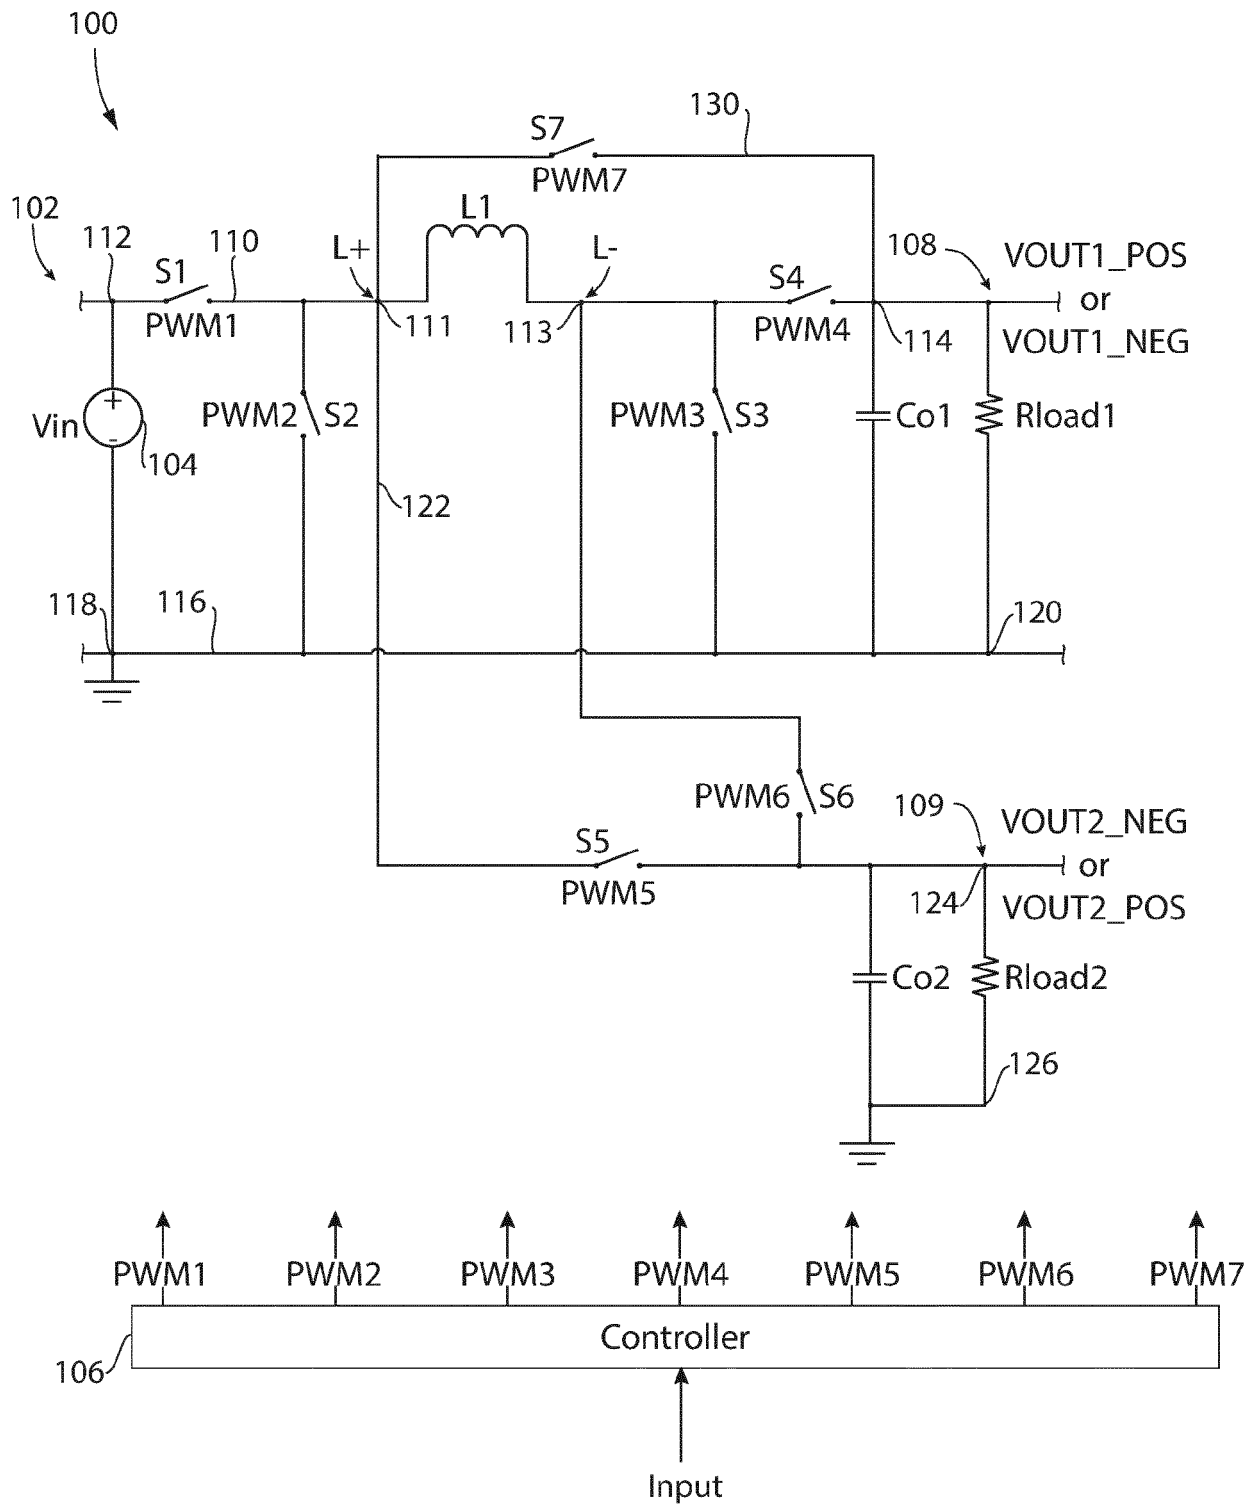 100
130
S7
PWM7
102
112
110
L1
L+
L-
108
VOUT1_POS
S1
S4
or
PWM1
111
113
PWM4
114
VOUT1_NEG
Vin
+
-
104
PWM2
S2
PWM3
S3
Co1
Rload1
122
118
116
120
PWM6
S6
109
VOUT2_NEG
S5
or
PWM5
124
VOUT2_POS
Co2
Rload2
126
PWM1
PWM2
PWM3
PWM4
PWM5
PWM6
PWM7
Controller
106
Input